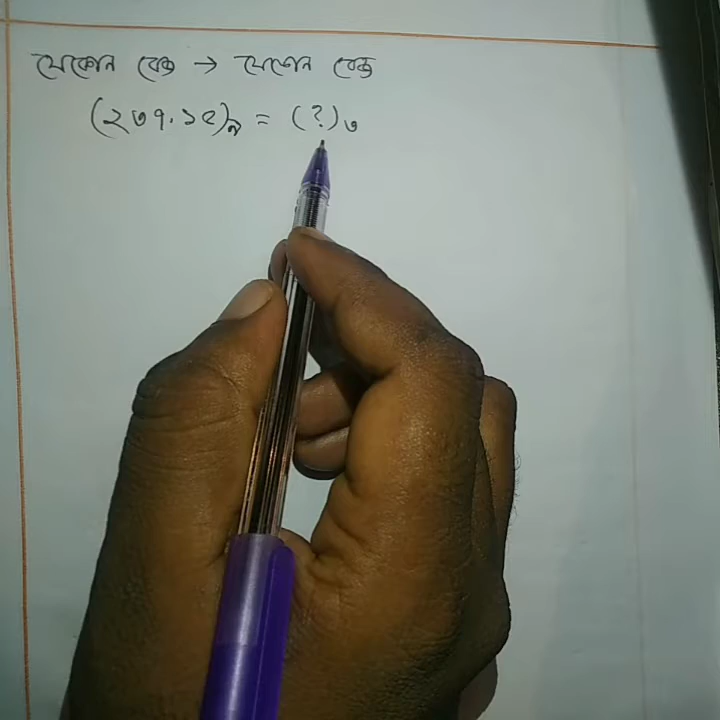 যেকোন বেজ → যেকোন বেজ
(২৩৭.১৫)৯ = (?)৩